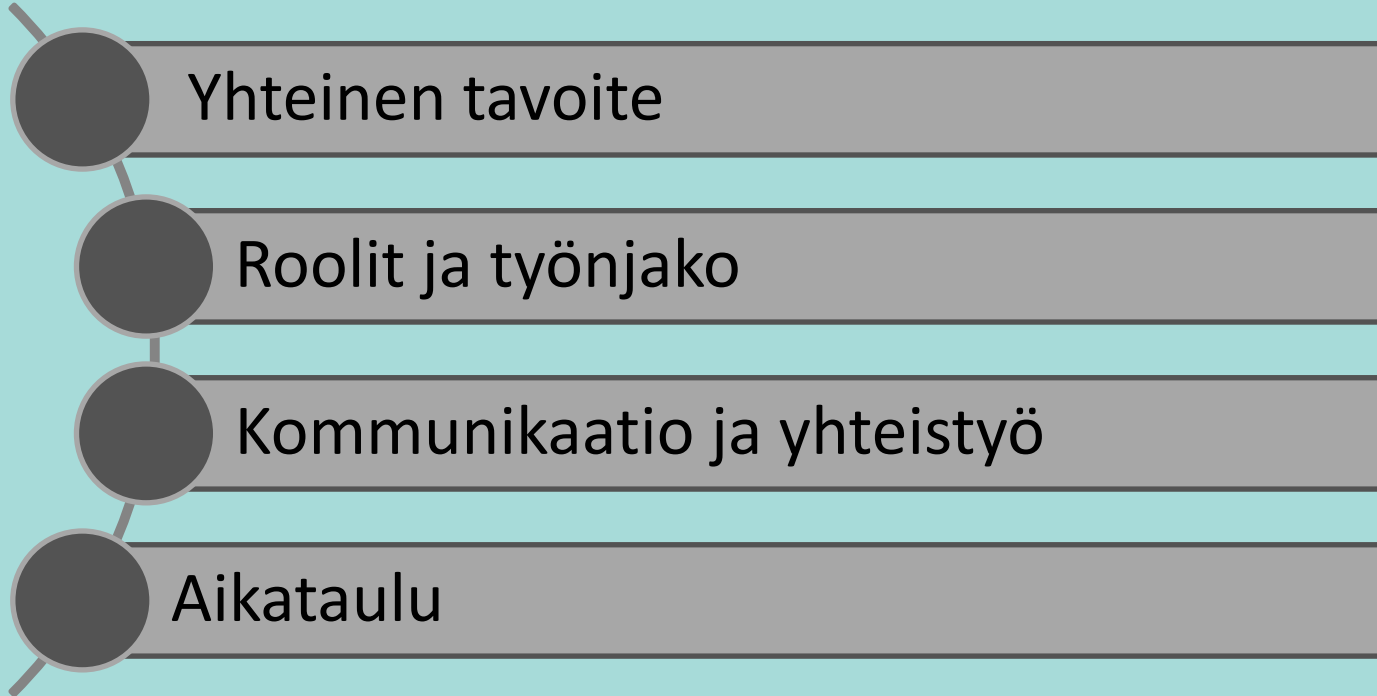 Yhteinen tavoite
Roolit ja työnjako
Kommunikaatio ja yhteistyö
Aikataulu